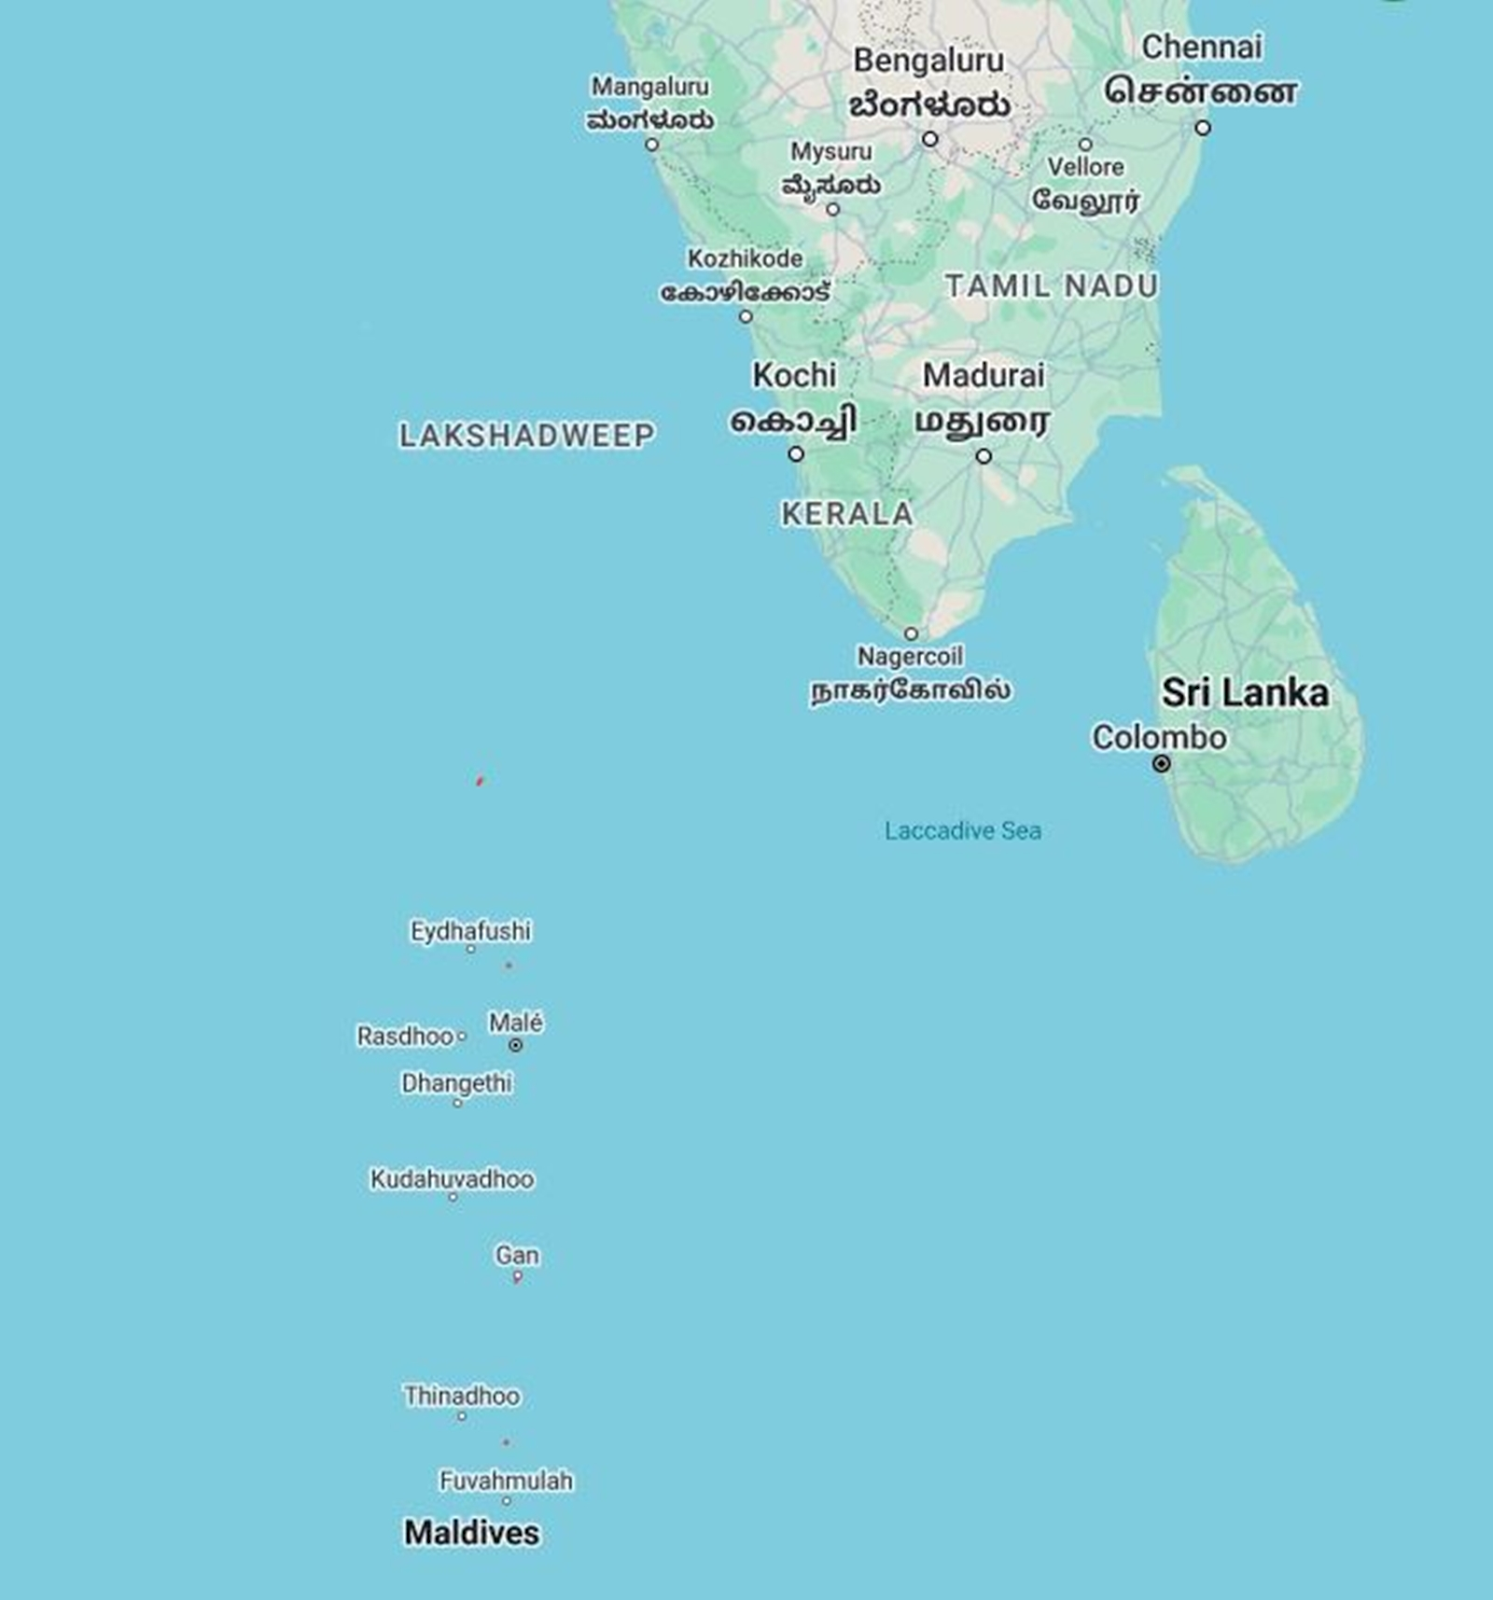 Chennai
சென்னை
Bengaluru
ಬೆಂಗಳೂರು
Mangaluru
ಮಂಗಳೂರು
Mysuru
ಮೈಸೂರು
Vellore
வேலூர்
Kozhikode
കോഴിക്കോട്
TAMIL NADU
Kochi
കൊച്ചി
Madurai
மதுரை
LAKSHADWEEP
KERALA
Nagercoil
நாகர்கோவில்
Sri Lanka
Colombo
Laccadive Sea
Eydhafushi
Malé
Rasdhoo
Dhangethi
Kudahuvadhoo
Gan
Thinadhoo
Fuvahmulah
Maldives